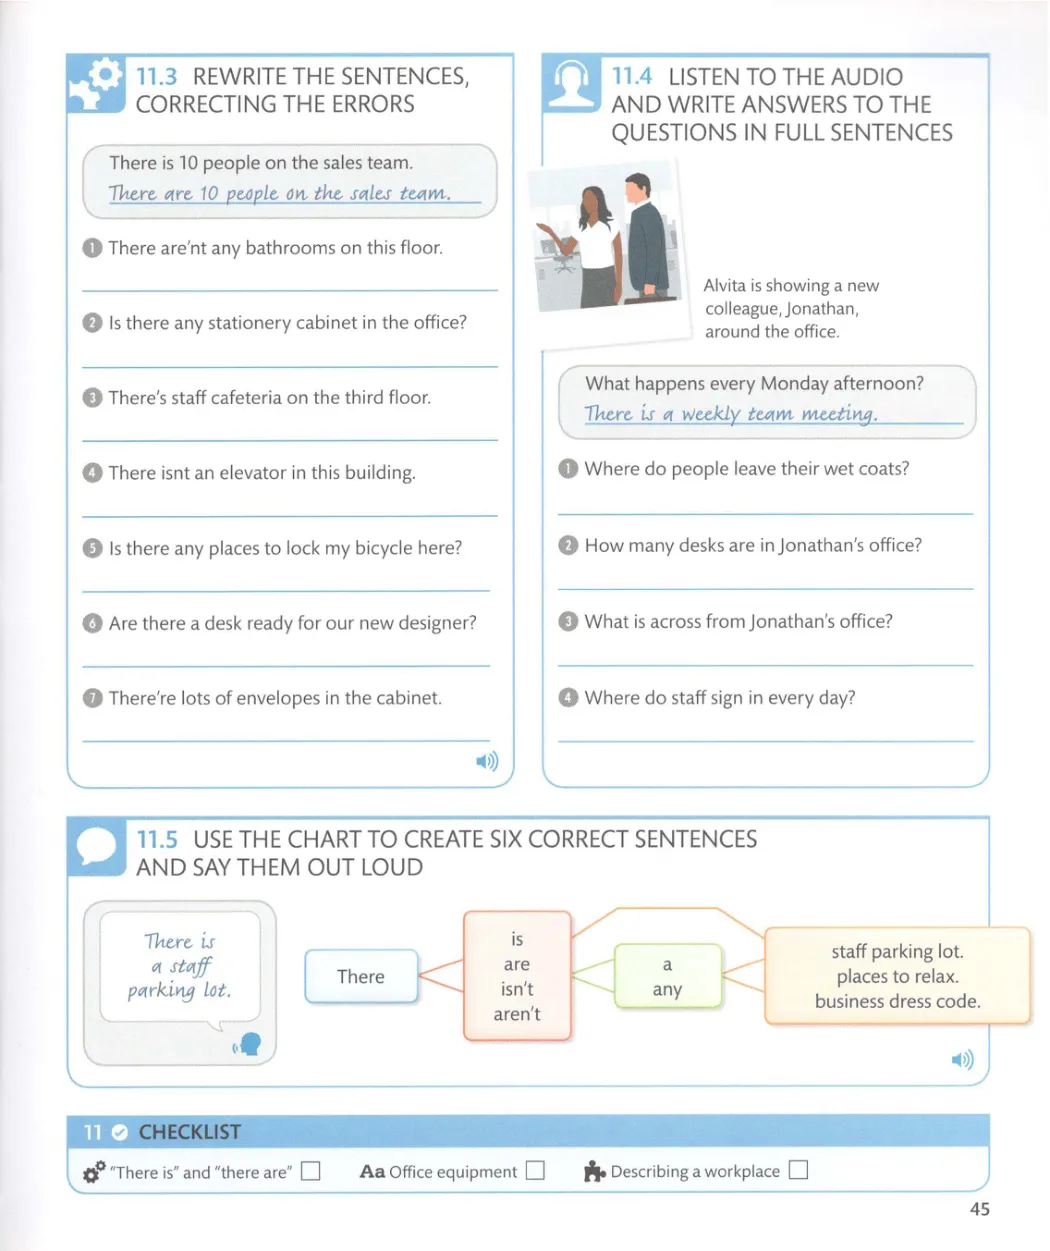 11.3 REWRITE THE SENTENCES,
CORRECTING THE ERRORS
There is 10 people on the sales team.
There are 10 people on the sales team.
1 There are'nt any bathrooms on this floor.
2 Is there any stationery cabinet in the office?
3 There's staff cafeteria on the third floor.
4 There isnt an elevator in this building.
5 Is there any places to lock my bicycle here?
6 Are there a desk ready for our new designer?
7 There're lots of envelopes in the cabinet.
11.4 LISTEN TO THE AUDIO
AND WRITE ANSWERS TO THE
QUESTIONS IN FULL SENTENCES
Alvita is showing a new
colleague, Jonathan,
around the office.
What happens every Monday afternoon?
There is a weekly team meeting.
1 Where do people leave their wet coats?
2 How many desks are in Jonathan's office?
3 What is across from Jonathan's office?
4 Where do staff sign in every day?
11.5 USE THE CHART TO CREATE SIX CORRECT SENTENCES
AND SAY THEM OUT LOUD
There is
a staff
parking lot.
There
is
are
isn't
aren't
a
any
staff parking lot.
places to relax.
business dress code.
11 CHECKLIST
"There is" and "there are"
Aa Office equipment
Describing a workplace
45